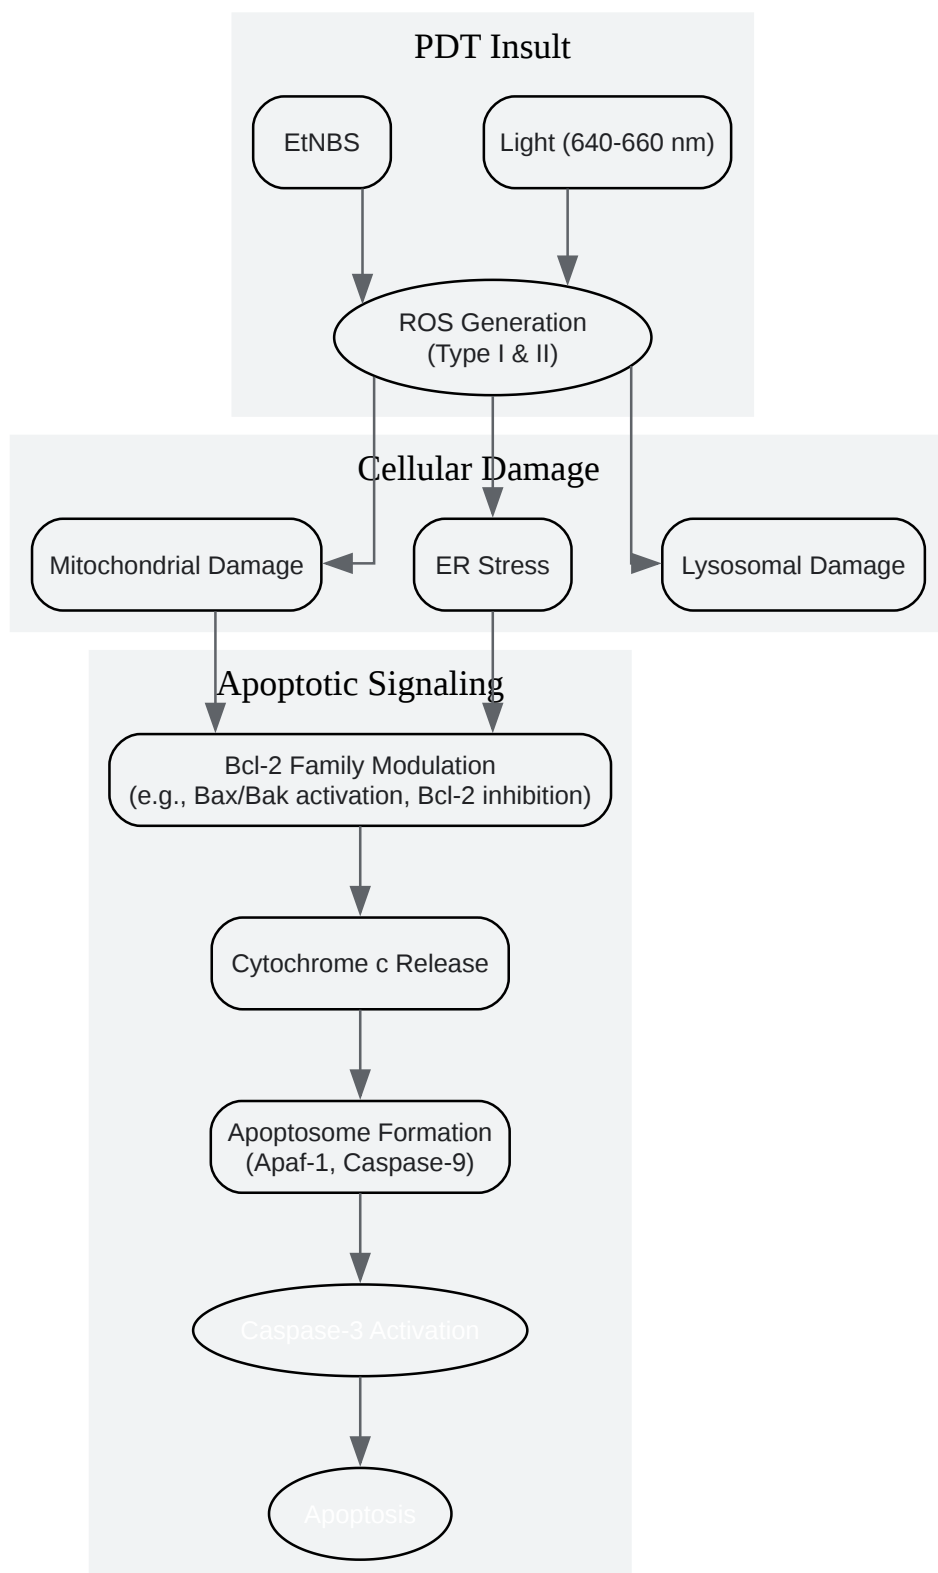 PDT Insult
EtNBS
Light (640-660 nm)
ROS Generation
(Type I & II)
Cellular Damage
Mitochondrial Damage
ER Stress
Lysosomal Damage
Apoptotic Signaling
Bcl-2 Family Modulation
(e.g., Bax/Bak activation, Bcl-2 inhibition)
Cytochrome c Release
Apoptosome Formation
(Apaf-1, Caspase-9)
Caspase-3 Activation
Apoptosis